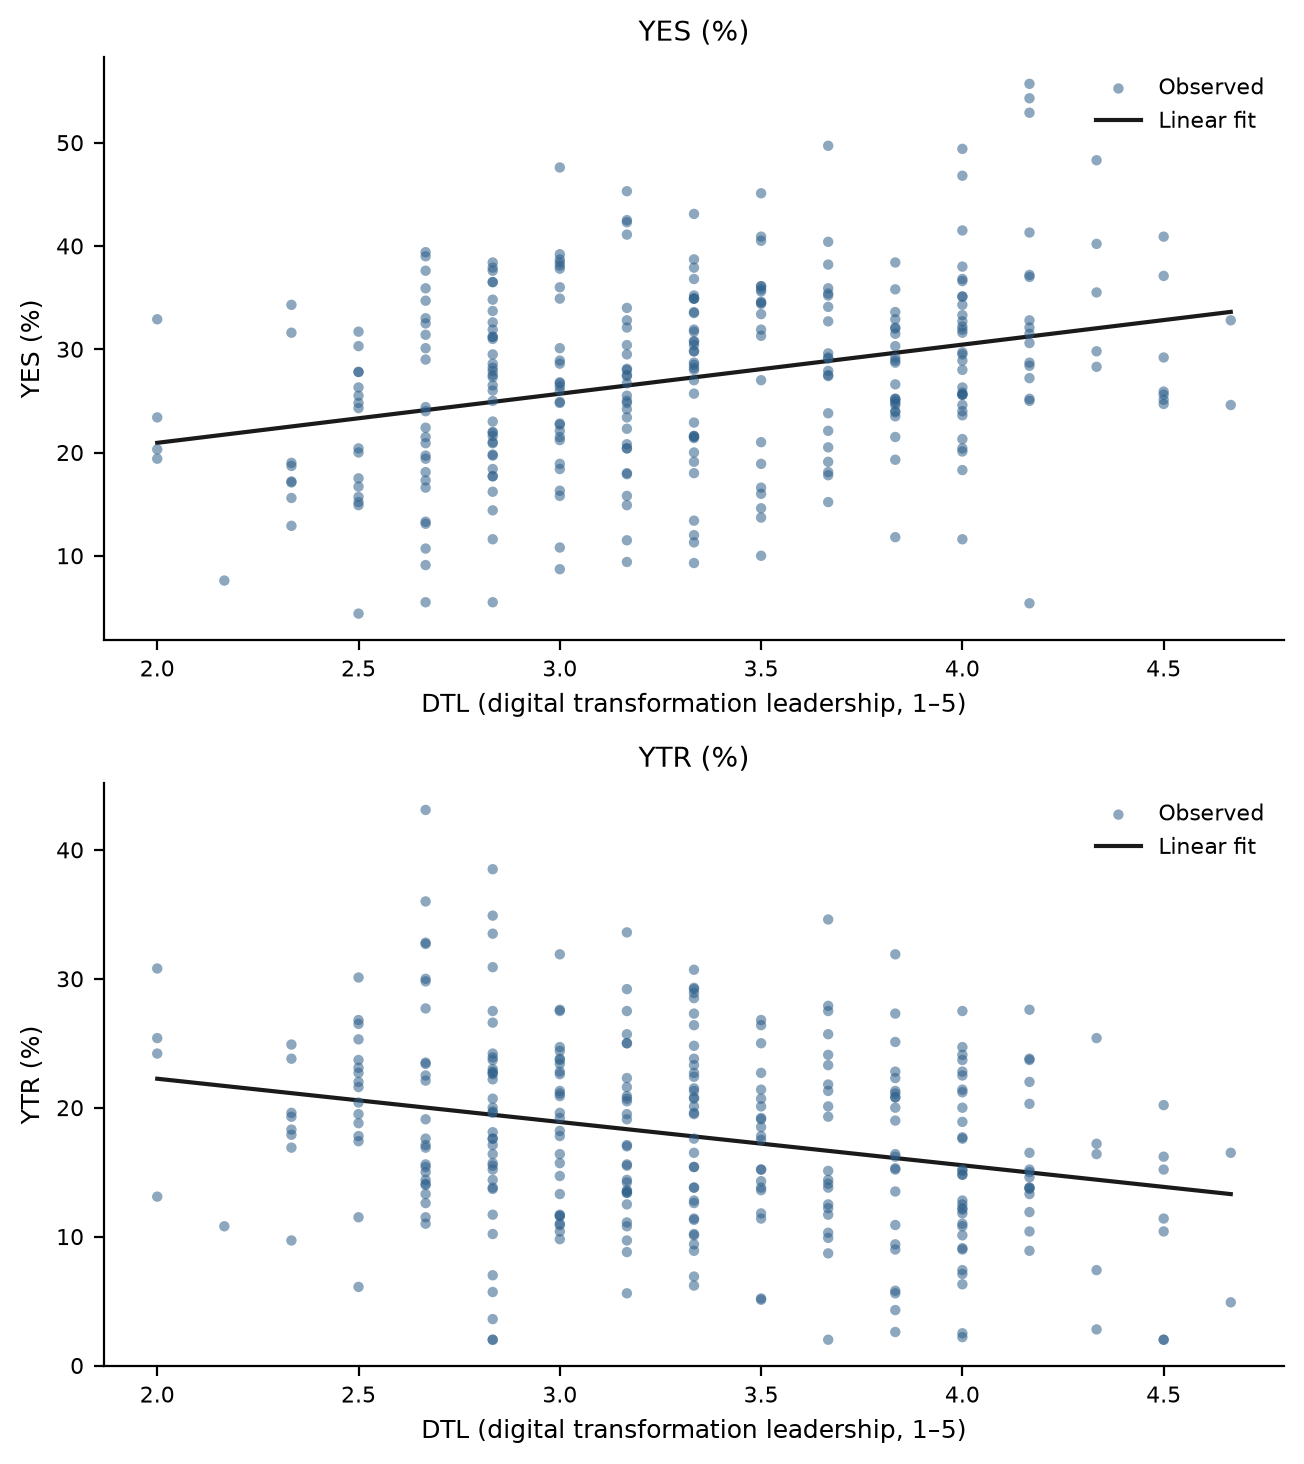 YES (%)
Observed
Linear fit
YES (%)
50
40
30
20
10
2.0 2.5 3.0 3.5 4.0 4.5
DTL (digital transformation leadership, 1–5)
YTR (%)
Observed
Linear fit
YTR (%)
40
30
20
10
0
2.0 2.5 3.0 3.5 4.0 4.5
DTL (digital transformation leadership, 1–5)